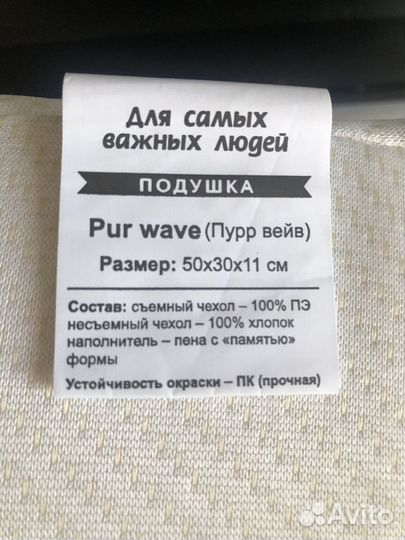 Для самых
важных людей
ПОДУШКА
Pur wave (Пурр вейв)
Размер: 50х30х11 см
Состав: съемный чехол – 100% ПЭ
несъемный чехол – 100% хлопок
наполнитель – пена с «памятью»
формы
Устойчивость окраски – ПК (прочная)
Avito